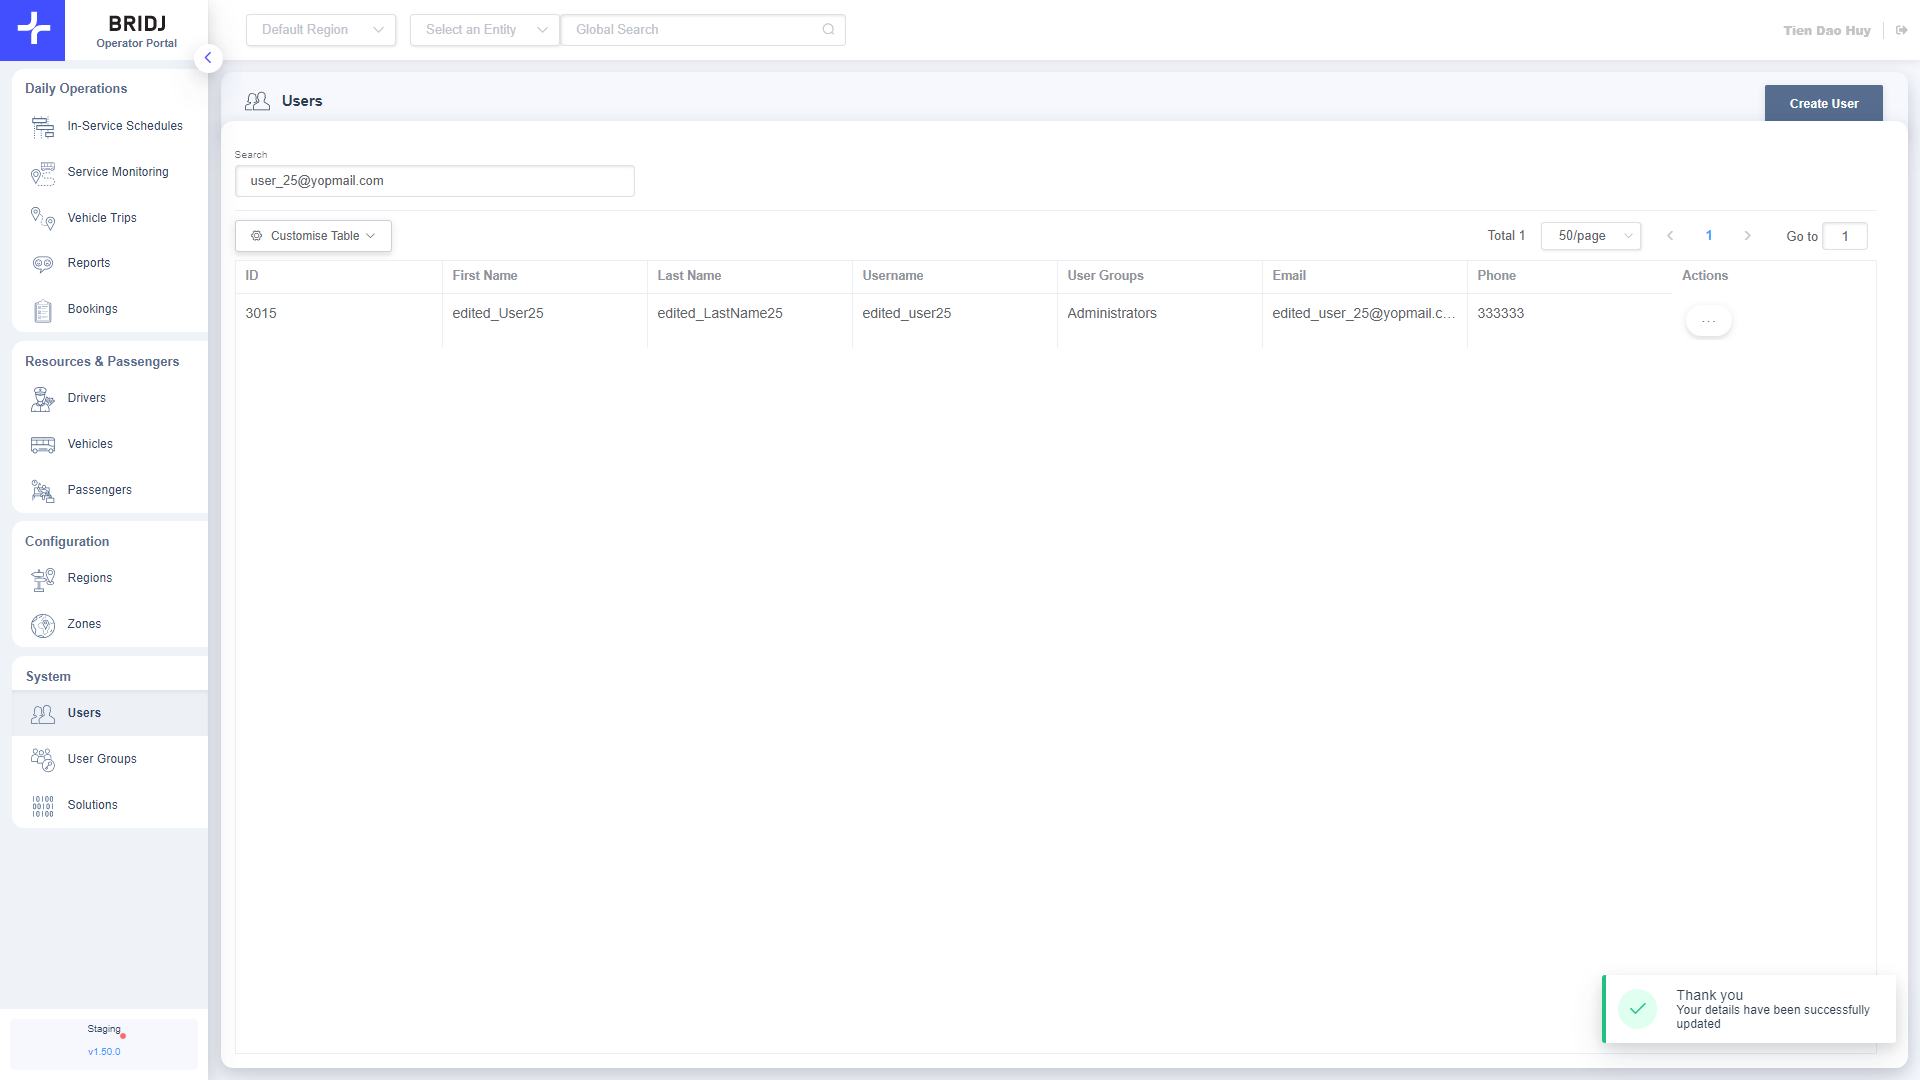 BRIDJ
Operator Portal
Default Region
Select an Entity
Global Search
Tien Dao Huy
Daily Operations
In-Service Schedules
Service Monitoring
Vehicle Trips
Reports
Bookings
Resources & Passengers
Drivers
Vehicles
Passengers
Configuration
Regions
Zones
System
Users
User Groups
Solutions
Staging
v1.50.0
Users
Create User
Search
user_25@yopmail.com
Customise Table
Total 1
50/page
1
Go to
1
ID First Name Last Name Username User Groups Email Phone Actions
3015 edited_User25 edited_LastName25 edited_user25 Administrators edited_user_25@yopmail.c... 333333 ...
Thank you
Your details have been successfully
updated